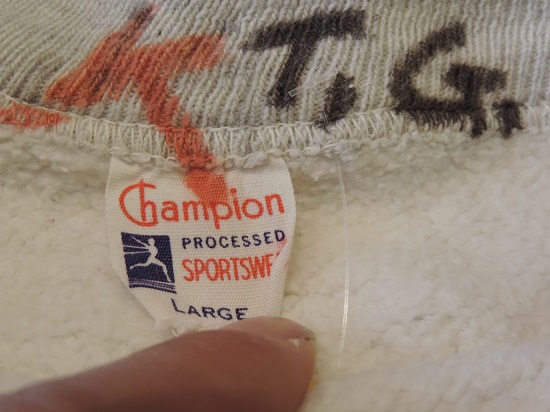 K T. G.
Champion
PROCESSED
SPORTSWE
LARGE